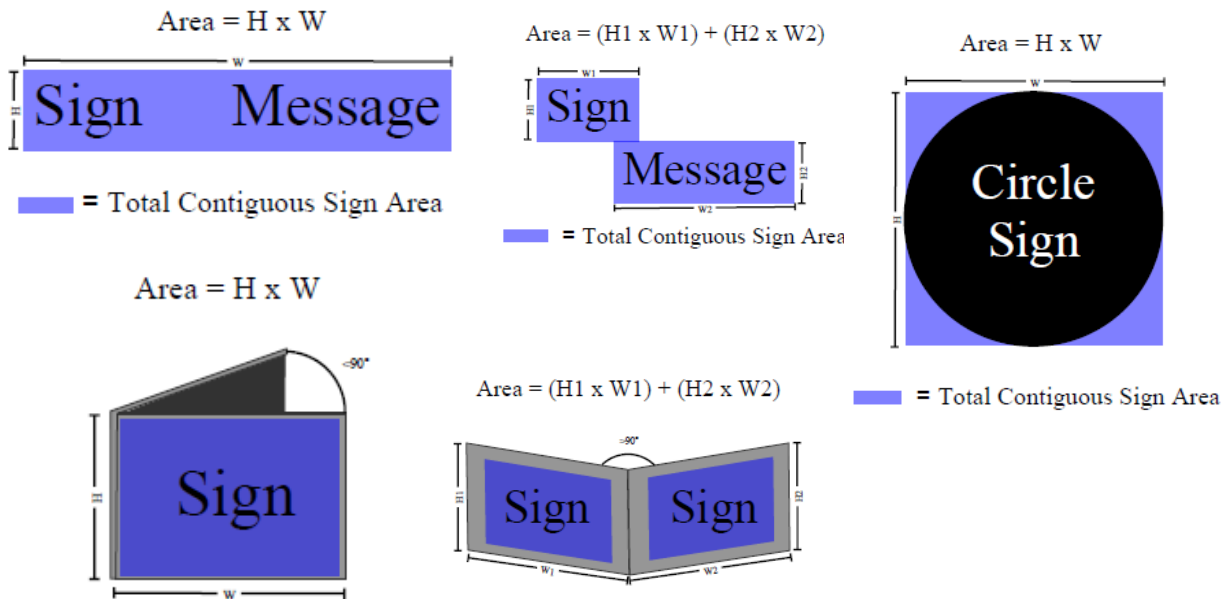 Area = H x W
W
H
Sign Message
= Total Contiguous Sign Area
Area = (H1 x W1) + (H2 x W2)
W1
H1
Sign
Message
H2
W2
= Total Contiguous Sign Area
Area = H x W
W
H
Circle
Sign
= Total Contiguous Sign Area
Area = H x W
<90°
H
Sign
W
Area = (H1 x W1) + (H2 x W2)
>90°
H1
Sign
Sign
H2
W1
W2